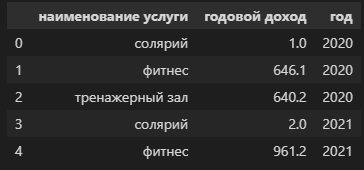 наименование услуги годовой доход год
0 солярий 1.0 2020
1 фитнес 646.1 2020
2 тренажерный зал 640.2 2020
3 солярий 2.0 2021
4 фитнес 961.2 2021